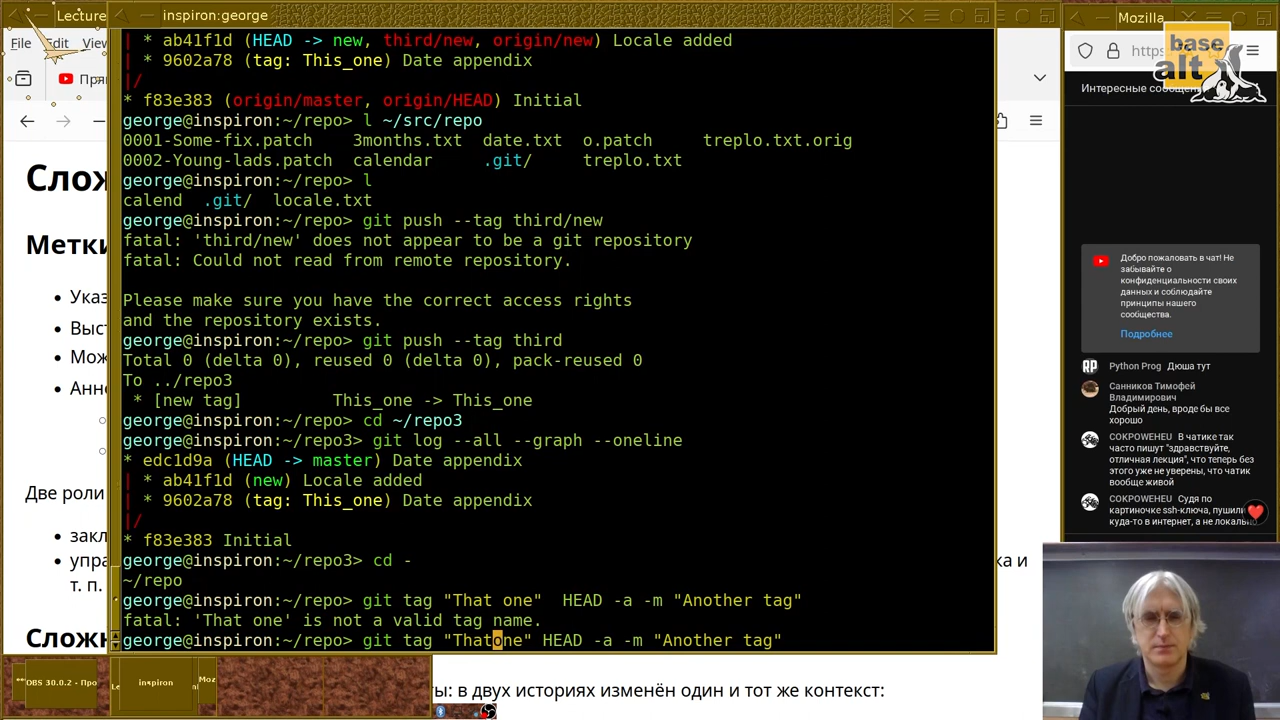 Lecture
inspiron:george
Mozilla
File Edit View
https
base
alt
Интересные сообщен
| * ab41f1d (HEAD -> new, third/new, origin/new) Locale added
| * 9602a78 (tag: This_one) Date appendix
|/
* f83e383 (origin/master, origin/HEAD) Initial
george@inspiron:~/repo> l ~/src/repo
0001-Some-fix.patch 3months.txt date.txt o.patch treplo.txt.orig
0002-Young-lads.patch calendar .git/ treplo.txt
george@inspiron:~/repo> l
calend .git/ locale.txt
george@inspiron:~/repo> git push --tag third/new
fatal: 'third/new' does not appear to be a git repository
fatal: Could not read from remote repository.
Please make sure you have the correct access rights
and the repository exists.
george@inspiron:~/repo> git push --tag third
Total 0 (delta 0), reused 0 (delta 0), pack-reused 0
To ../repo3
* [new tag] This_one -> This_one
george@inspiron:~/repo> cd ~/repo3
george@inspiron:~/repo3> git log --all --graph --oneline
* edc1d9a (HEAD -> master) Date appendix
| * ab41f1d (new) Locale added
| * 9602a78 (tag: This_one) Date appendix
|/
* f83e383 Initial
george@inspiron:~/repo3> cd -
~/repo
george@inspiron:~/repo> git tag "That one"  HEAD -a -m "Another tag"
fatal: 'That one' is not a valid tag name.
george@inspiron:~/repo> git tag "Thatone" HEAD -a -m "Another tag"
Пря
Слож
Метки
• Указ
• Выст
• Мож
• Анно
Две роли
• закл
• упра
т. п.
ка и
Сложн
ты: в двух историях изменён один и тот же контекст:
Добро пожаловать в чат! Не
забывайте о
конфиденциальности своих
данных и соблюдайте
принципы нашего
сообщества.
Подробнее
RP
Python Prog Дюша тут
Санников Тимофей
Владимирович
Добрый день, вроде бы все
хорошо
COKPOWEHEU В чатике так
часто пишут "здравствуйте,
отличная лекция", что теперь без
этого уже не уверены, что чатик
вообще живой
COKPOWEHEU Судя по
картиночке ssh-ключа, пушили
куда-то в интернет, а не локально
OBS 30.0.2 - Про
inspiron
Moz